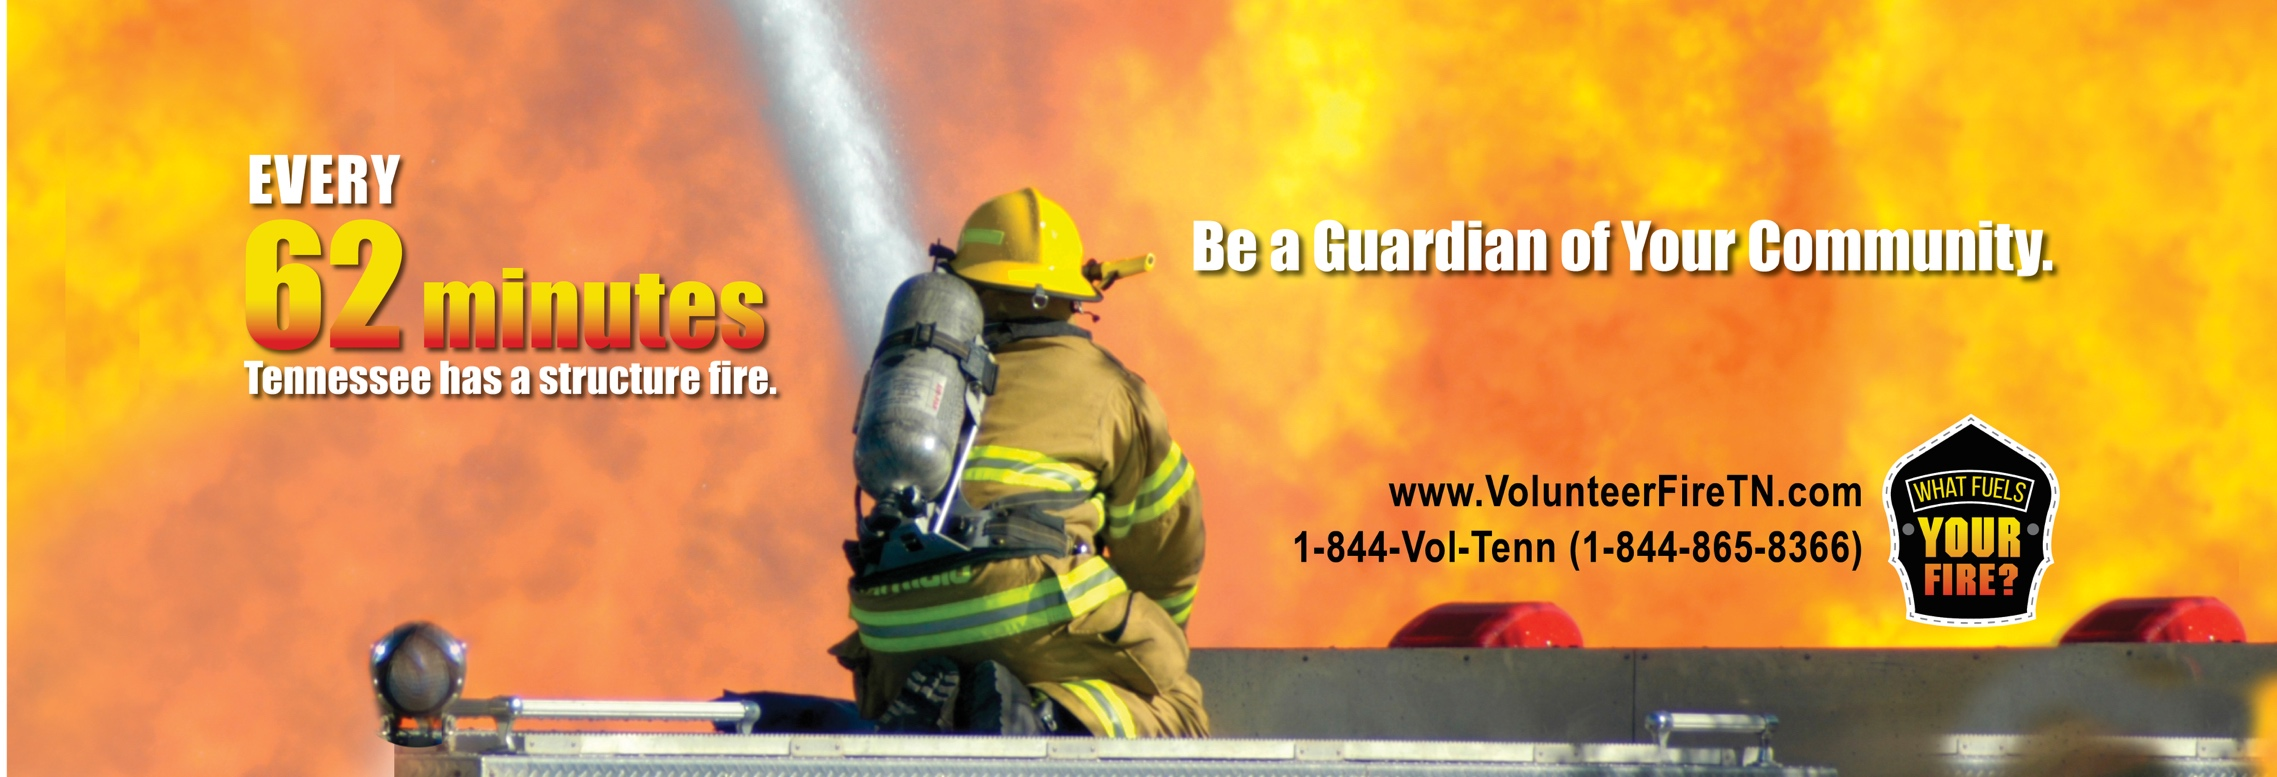 EVERY
62 minutes
Tennessee has a structure fire.
Be a Guardian of Your Community.
www.VolunteerFireTN.com
1-844-Vol-Tenn (1-844-865-8366)
WHAT FUELS
YOUR
FIRE?